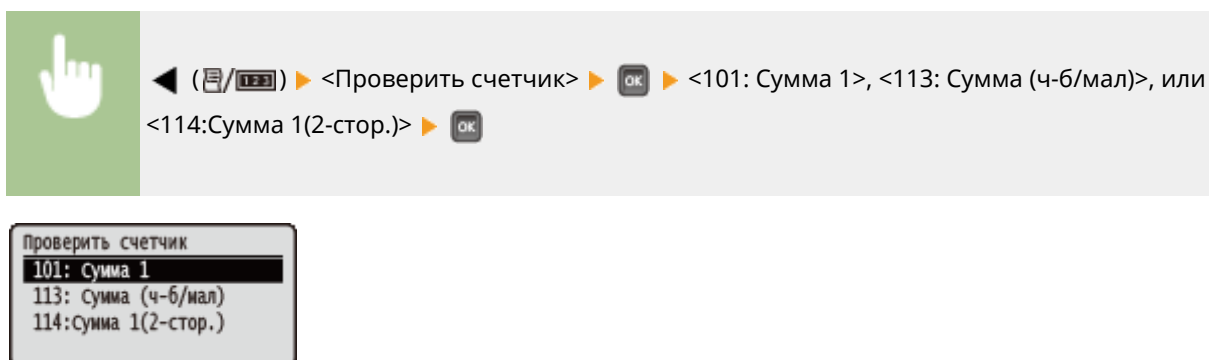 ◀ (/123) ▶ <Проверить счетчик> ▶ OK ▶ <101: Сумма 1>, <113: Сумма (ч-б/мал)>, или
<114:Сумма 1(2-стор.)> ▶ OK
Проверить счетчик
101: Сумма 1
113: Сумма (ч-б/мал)
114:Сумма 1(2-стор.)